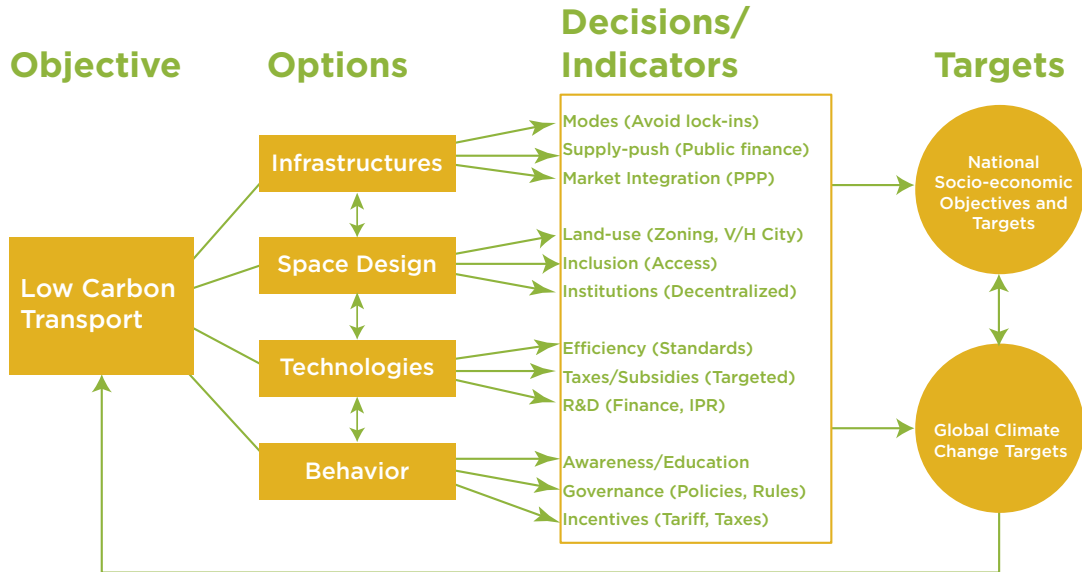 Objective
Options
Decisions/
Indicators
Targets
Low Carbon
Transport
Infrastructures
Space Design
Technologies
Behavior
Modes (Avoid lock-ins)
Supply-push (Public finance)
Market Integration (PPP)
Land-use (Zoning, V/H City)
Inclusion (Access)
Institutions (Decentralized)
Efficiency (Standards)
Taxes/Subsidies (Targeted)
R&D (Finance, IPR)
Awareness/Education
Governance (Policies, Rules)
Incentives (Tariff, Taxes)
National
Socio-economic
Objectives and
Targets
Global Climate
Change Targets